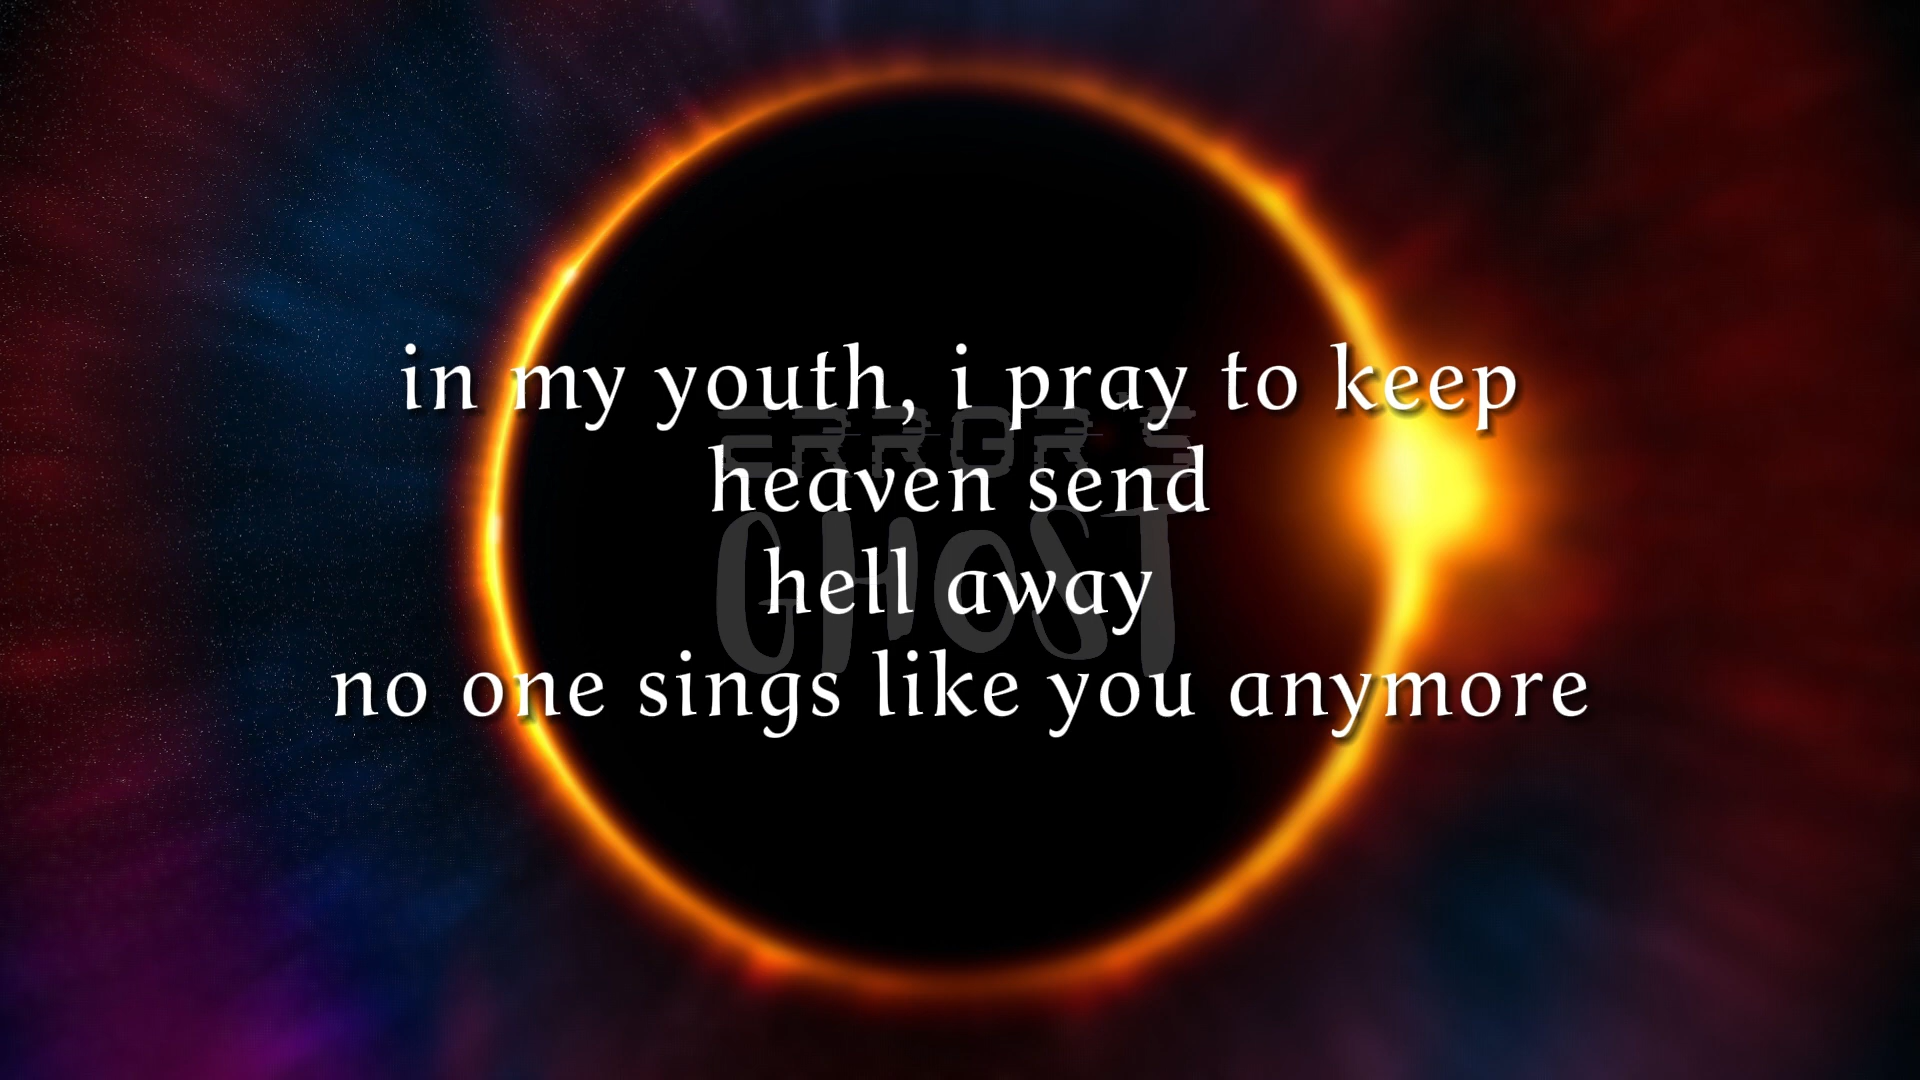 in my youth, i pray to keep
heaven send
hell away
no one sings like you anymore
ERROR'S
GHOST